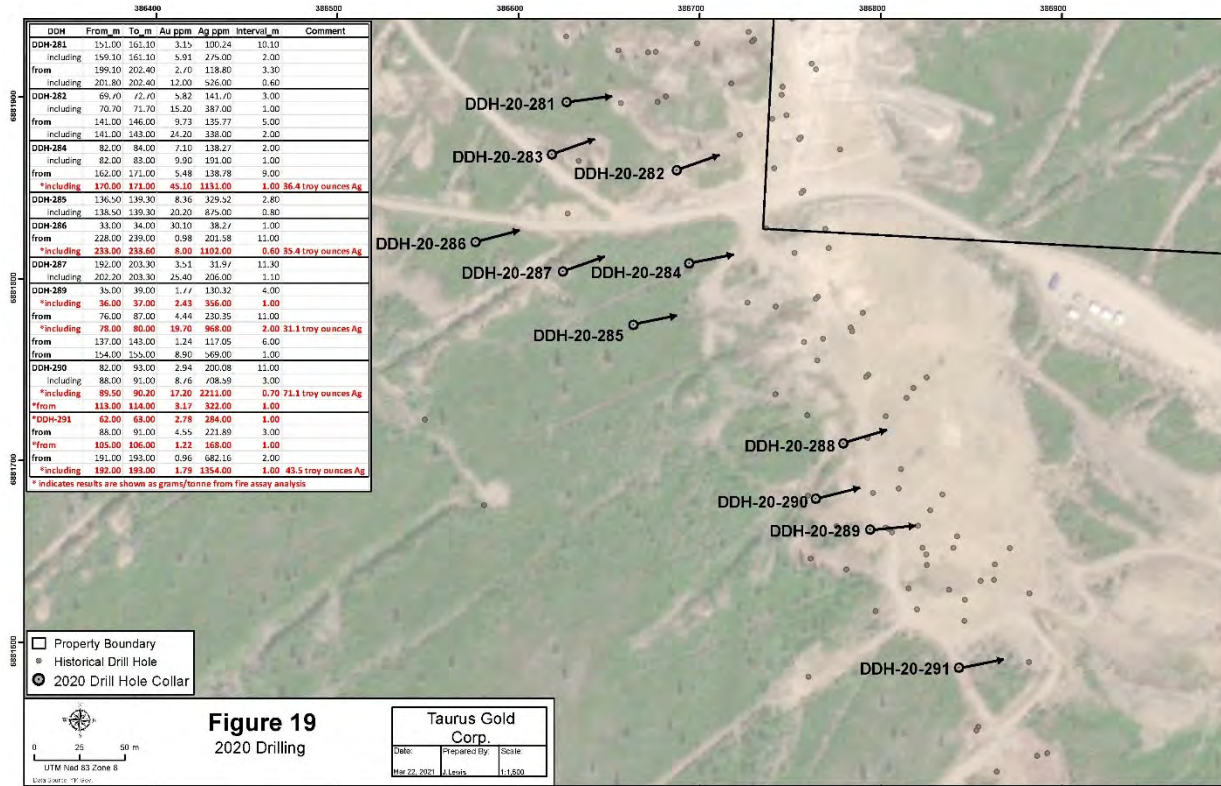 386400 386500 386600 386700 386800 386900
6881900
6881800
6881700
6881600
DDH From_m To_m Au ppm Ag ppm Interval_m Comment
DDH-281 151.00 161.10 3.15 100.24 10.10
including 159.10 161.10 5.91 275.00 2.00
from 199.10 202.40 2.70 118.80 3.30
including 201.80 202.40 12.00 526.00 0.60
DDH-282 69.70 72.70 5.82 141.70 3.00
including 70.70 71.70 15.20 387.00 1.00
from 141.00 146.00 9.73 135.77 5.00
including 141.00 143.00 24.20 338.00 2.00
DDH-284 82.00 84.00 7.10 138.27 2.00
including 82.00 83.00 9.90 191.00 1.00
from 162.00 171.00 5.48 138.78 9.00
*including 170.00 171.00 45.10 1131.00 1.00 36.4 troy ounces Ag
DDH-285 136.50 139.30 8.36 329.52 2.80
including 138.50 139.30 20.20 875.00 0.80
DDH-286 33.00 34.00 30.10 38.27 1.00
from 228.00 239.00 0.98 201.58 11.00
*including 233.00 233.60 8.00 1102.00 0.60 35.4 troy ounces Ag
DDH-287 192.00 203.30 3.51 31.97 11.30
including 202.20 203.30 25.40 206.00 1.10
DDH-289 35.00 39.00 1.77 130.32 4.00
*including 36.00 37.00 2.43 356.00 1.00
from 76.00 87.00 4.44 230.35 11.00
*including 78.00 80.00 19.70 968.00 2.00 31.1 troy ounces Ag
from 137.00 143.00 1.24 117.05 6.00
from 154.00 155.00 8.90 569.00 1.00
DDH-290 82.00 93.00 2.94 200.08 11.00
including 88.00 91.00 8.76 708.59 3.00
*including 89.50 90.20 17.20 2211.00 0.70 71.1 troy ounces Ag
*from 113.00 114.00 3.17 322.00 1.00
*DDH-291 62.00 63.00 2.78 284.00 1.00
from 88.00 91.00 4.55 221.89 3.00
*from 105.00 106.00 1.22 168.00 1.00
from 191.00 193.00 0.96 682.16 2.00
*including 192.00 193.00 1.79 1354.00 1.00 43.5 troy ounces Ag
* indicates results are shown as grams/tonne from fire assay analysis
DDH-20-281
DDH-20-283
DDH-20-282
DDH-20-286
DDH-20-287
DDH-20-284
DDH-20-285
DDH-20-288
DDH-20-290
DDH-20-289
DDH-20-291
Property Boundary
Historical Drill Hole
2020 Drill Hole Collar
0 25 50 m
UTM Nad 83 Zone 8
Data Source: YK Gov.
Figure 19
2020 Drilling
Taurus Gold
Corp.
Date: Prepared By: Scale:
Mar 22, 2021 J.Lewis 1:1,500